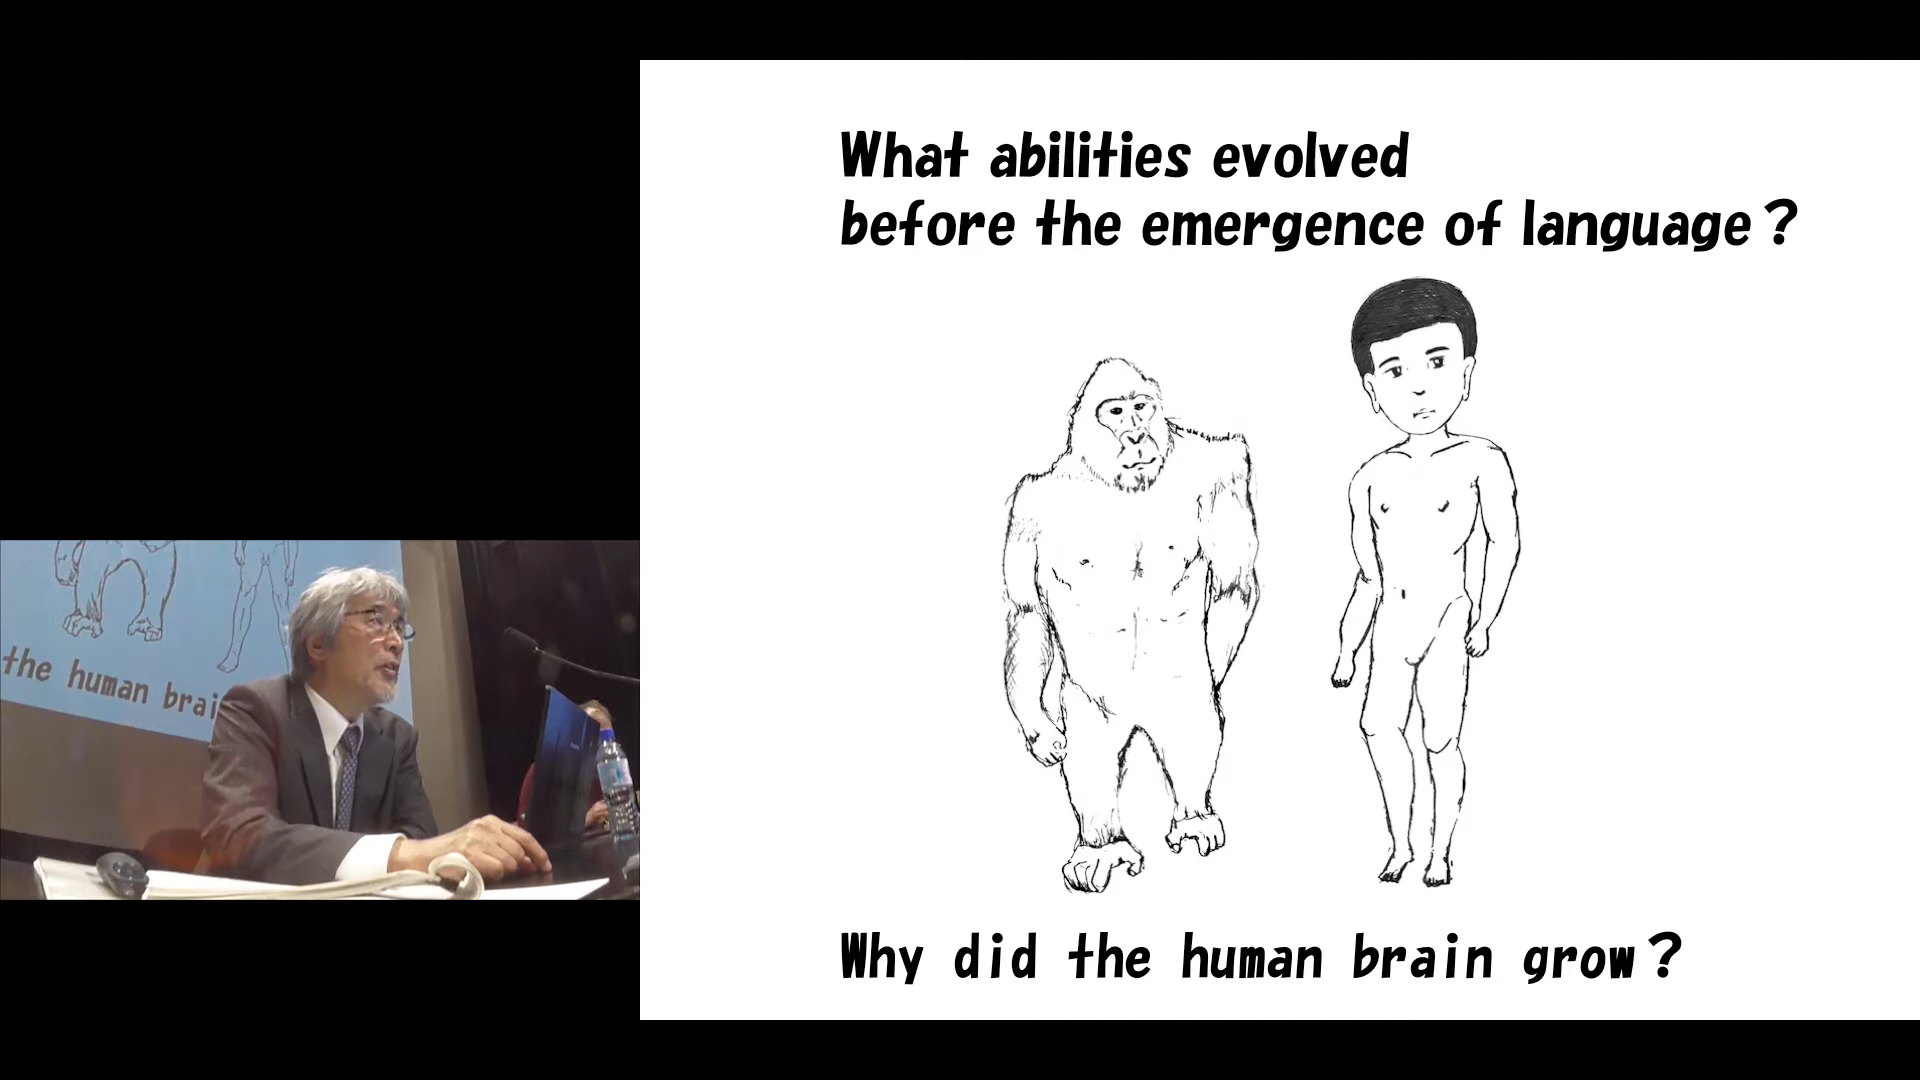 What abilities evolved
before the emergence of language？
Why did the human brain grow？
the human brai